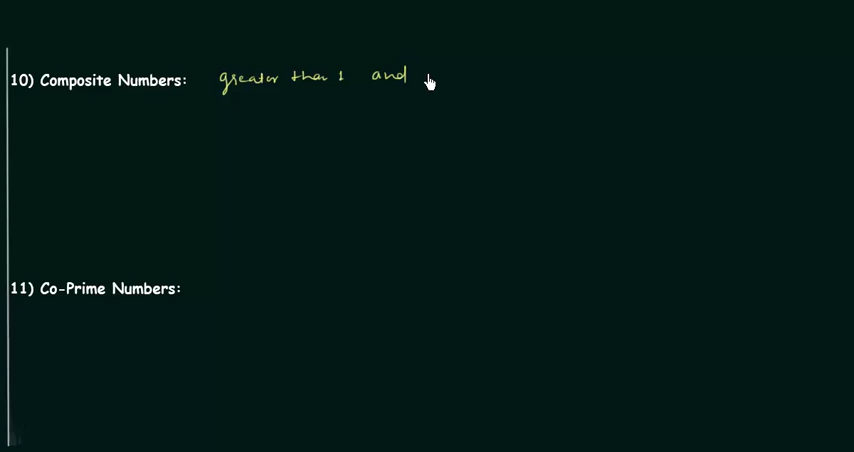 10) Composite Numbers: greater than 1 and
11) Co-Prime Numbers: